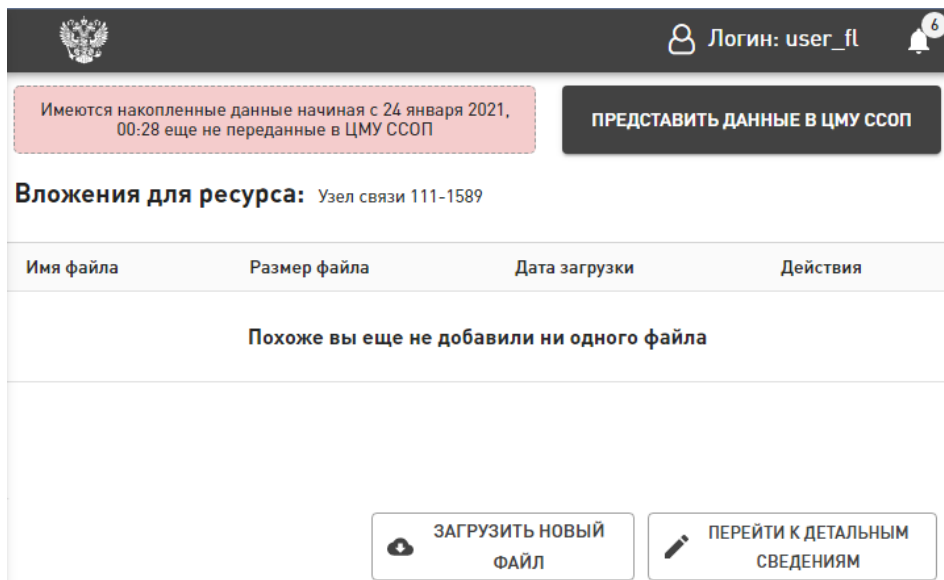 Логин: user_fl
6
Имеются накопленные данные начиная с 24 января 2021,
00:28 еще не переданные в ЦМУ ССОП
ПРЕДСТАВИТЬ ДАННЫЕ В ЦМУ ССОП
Вложения для ресурса: Узел связи 111-1589
Имя файла Размер файла Дата загрузки Действия
Похоже вы еще не добавили ни одного файла
ЗАГРУЗИТЬ НОВЫЙ
ФАЙЛ
ПЕРЕЙТИ К ДЕТАЛЬНЫМ
СВЕДЕНИЯМ